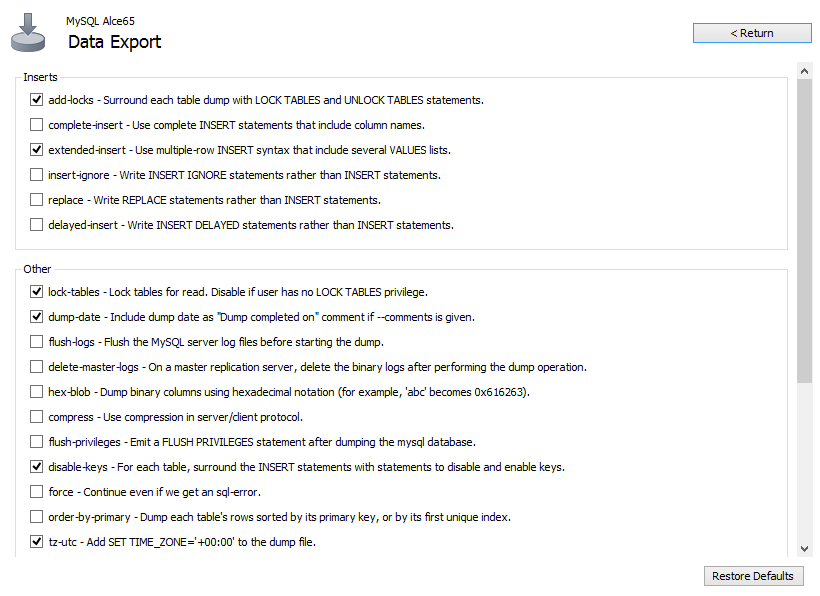 MySQL Alce65
Data Export
< Return
Inserts
add-locks - Surround each table dump with LOCK TABLES and UNLOCK TABLES statements.
complete-insert - Use complete INSERT statements that include column names.
extended-insert - Use multiple-row INSERT syntax that include several VALUES lists.
insert-ignore - Write INSERT IGNORE statements rather than INSERT statements.
replace - Write REPLACE statements rather than INSERT statements.
delayed-insert - Write INSERT DELAYED statements rather than INSERT statements.
Other
lock-tables - Lock tables for read. Disable if user has no LOCK TABLES privilege.
dump-date - Include dump date as "Dump completed on" comment if --comments is given.
flush-logs - Flush the MySQL server log files before starting the dump.
delete-master-logs - On a master replication server, delete the binary logs after performing the dump operation.
hex-blob - Dump binary columns using hexadecimal notation (for example, 'abc' becomes 0x616263).
compress - Use compression in server/client protocol.
flush-privileges - Emit a FLUSH PRIVILEGES statement after dumping the mysql database.
disable-keys - For each table, surround the INSERT statements with statements to disable and enable keys.
force - Continue even if we get an sql-error.
order-by-primary - Dump each table's rows sorted by its primary key, or by its first unique index.
tz-utc - Add SET TIME_ZONE='+00:00' to the dump file.
Restore Defaults